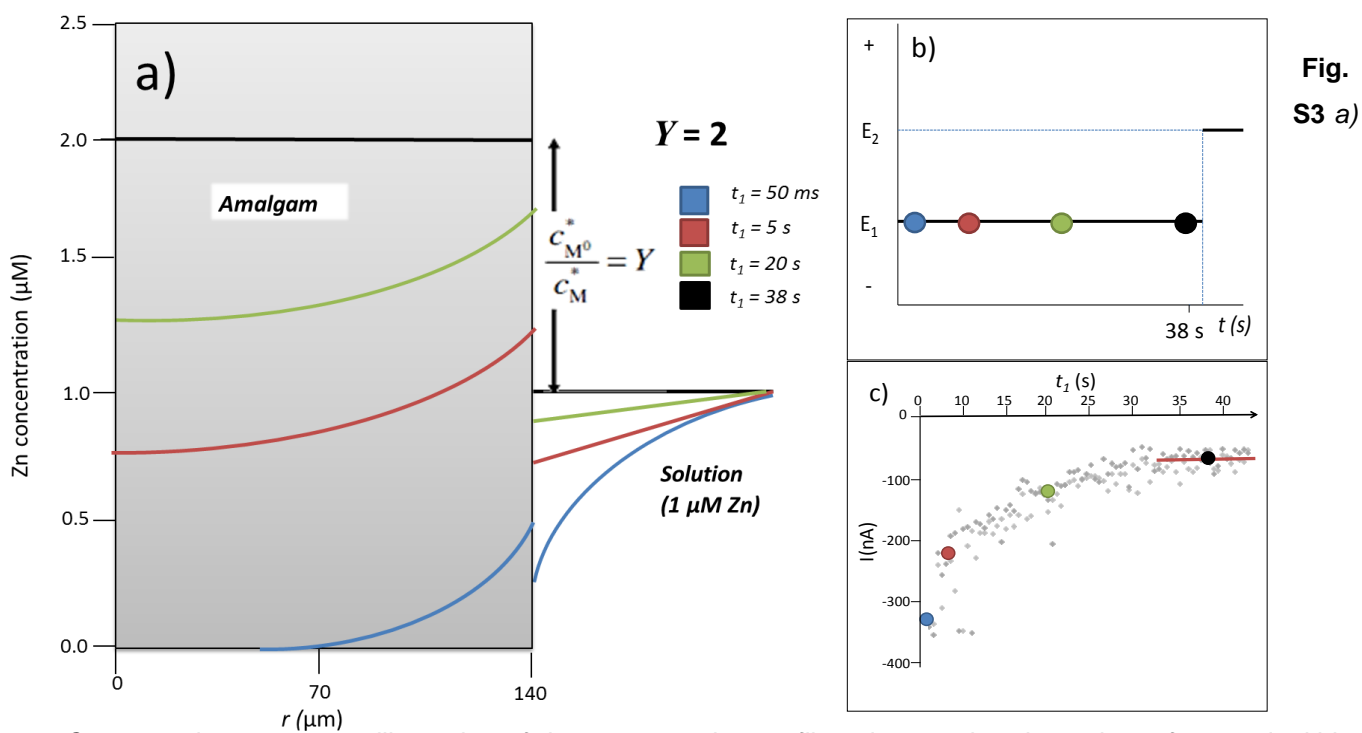 a)
2.5
2.0
1.5
1.0
0.5
0.0
Zn concentration (µM)
0
70
140
r (µm)
Amalgam
Y = 2
c*M⁰ / c*M = Y
t₁ = 50 ms
t₁ = 5 s
t₁ = 20 s
t₁ = 38 s
Solution
(1 µM Zn)
b)
+
E₂
E₁
-
38 s
t (s)
c)
t₁ (s)
0 10 15 20 25 30 35 40
0
-100
-200
-300
-400
I(nA)
Fig.
S3 a)